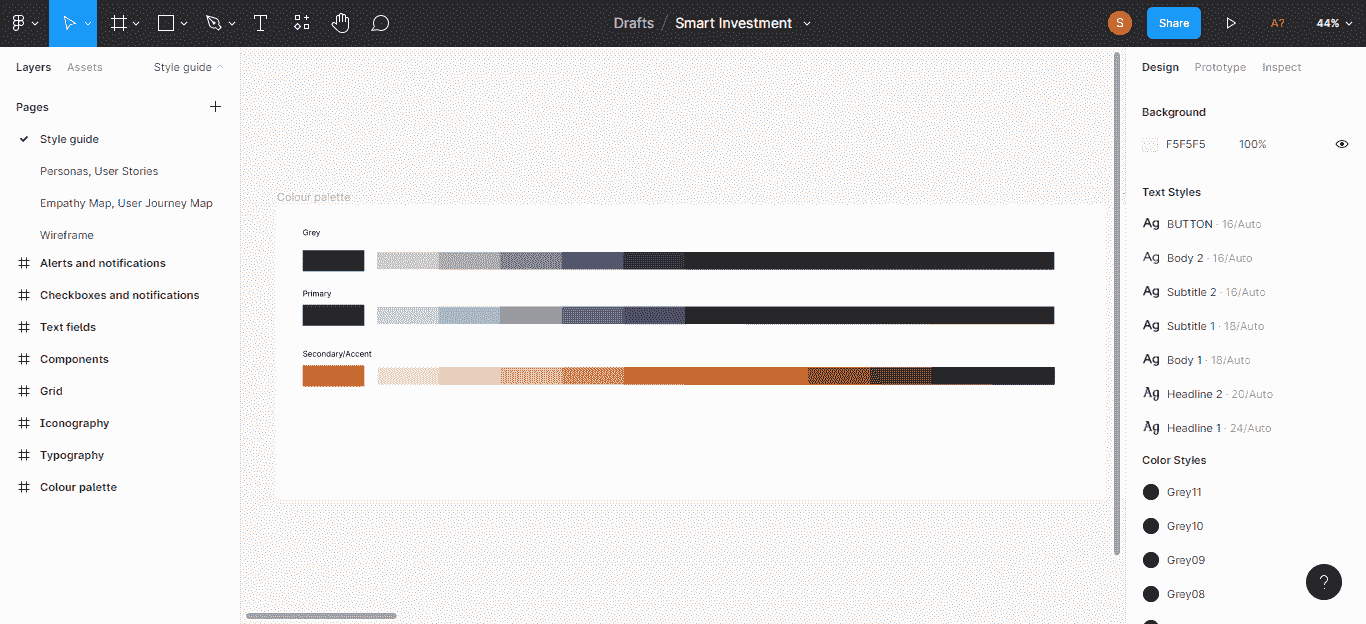 Drafts / Smart Investment
S
Share
A?
44%
Layers
Assets
Style guide
Pages
Style guide
Personas, User Stories
Empathy Map, User Journey Map
Wireframe
Alerts and notifications
Checkboxes and notifications
Text fields
Components
Grid
Iconography
Typography
Colour palette
Colour palette
Grey
Primary
Secondary/Accent
Design
Prototype
Inspect
Background
F5F5F5 100%
Text Styles
Ag BUTTON · 16/Auto
Ag Body 2 · 16/Auto
Ag Subtitle 2 · 16/Auto
Ag Subtitle 1 · 18/Auto
Ag Body 1 · 18/Auto
Ag Headline 2 · 20/Auto
Ag Headline 1 · 24/Auto
Color Styles
Grey11
Grey10
Grey09
Grey08
?